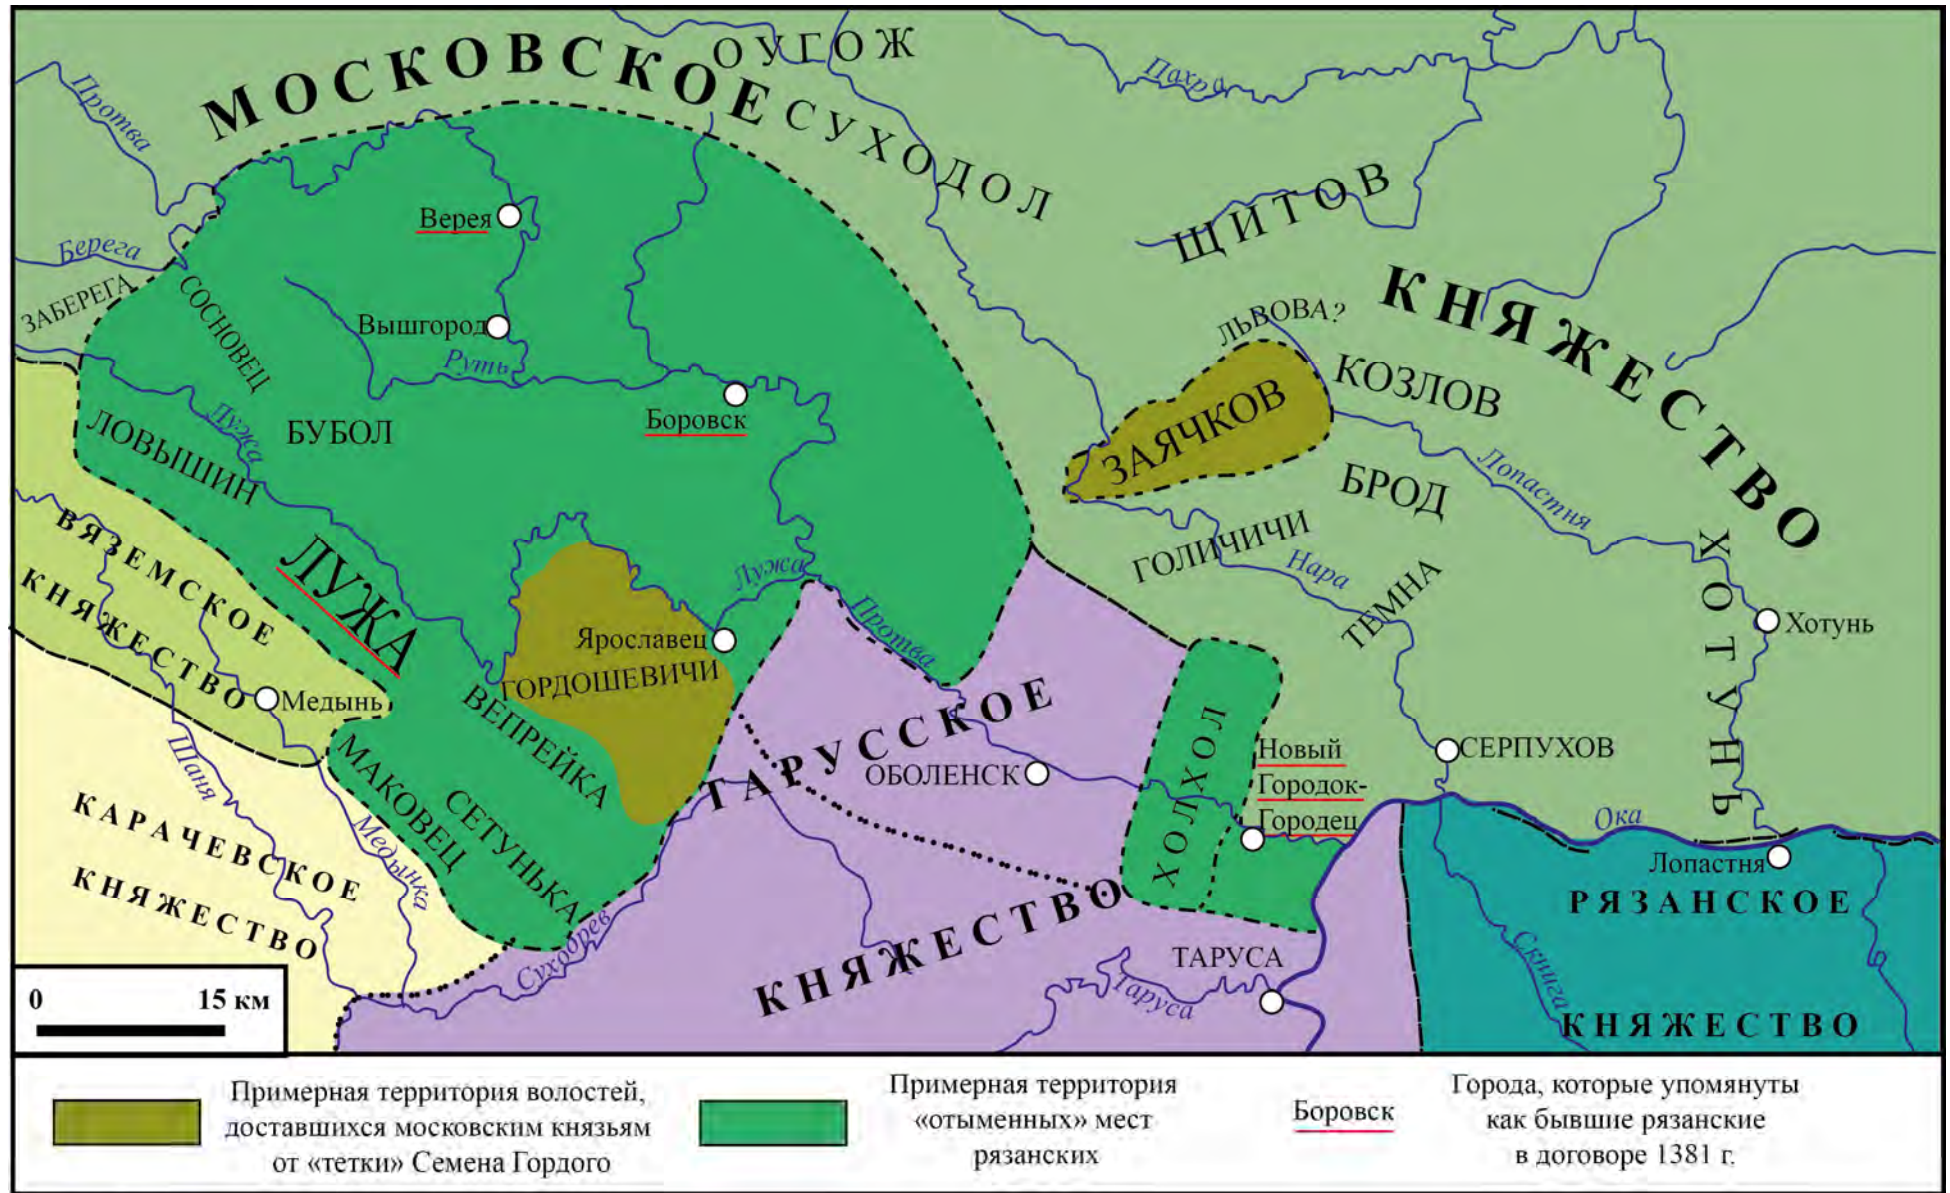 МОСКОВСКОЕ
КНЯЖЕСТВО
ОУГОЖ
СУХОДОЛ
Пахра
Протва
ЩИТОВ
Верея
Берега
ЗАБЕРЕГА
СОСНОВЕЦ
Вышгород
Руть
ЛЬВОВА?
КОЗЛОВ
Боровск
БУБОЛ
Лужа
ЛОВЫШИН
ЗАЯЧКОВ
БРОД
Лопастня
ХОТУНЬ
Хотунь
ГОЛИЧИЧИ
Нара
ТЕМНА
ВЯЗЕМСКОЕ
КНЯЖЕСТВО
ЛУЖА
Лужа
Протва
Ярославец
ГОРДОШЕВИЧИ
ВЕПРЕЙКА
Медынь
МАКОВЕЦ
СЕТУНЬКА
Шаня
Медынка
ТАРУССКОЕ
КНЯЖЕСТВО
ОБОЛЕНСК
ХОЛХОЛ
Новый
Городок-
Городец
СЕРПУХОВ
Ока
Лопастня
РЯЗАНСКОЕ
КНЯЖЕСТВО
Скнига
КАРАЧЕВСКОЕ
КНЯЖЕСТВО
Сухобрев
ТАРУСА
Таруса
0 15 км
Примерная территория волостей,
доставшихся московским князьям
от «тетки» Семена Гордого
Примерная территория
«отыменных» мест
рязанских
Боровск
Города, которые упомянуты
как бывшие рязанские
в договоре 1381 г.